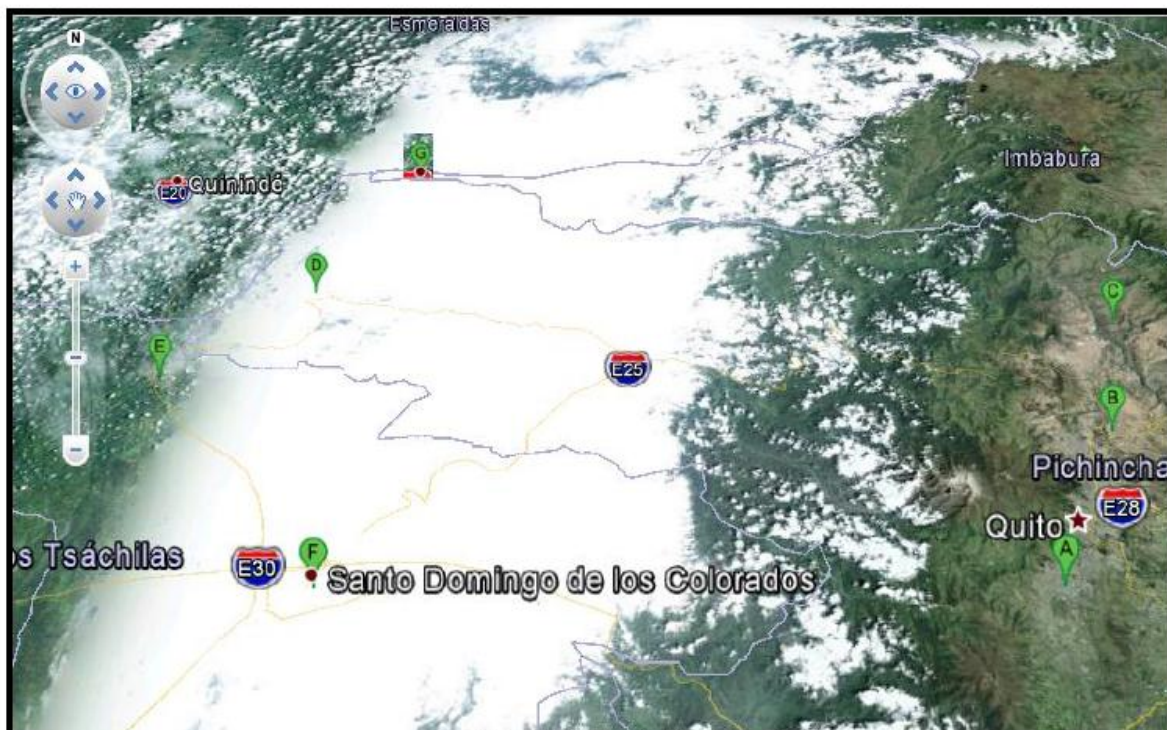 Esmeraldas
N
G
Imbabura
E20 Quinindé
D
C
E
E25
B
Pichincha
E28
Quito
A
os Tsáchilas
E30
F
Santo Domingo de los Colorados